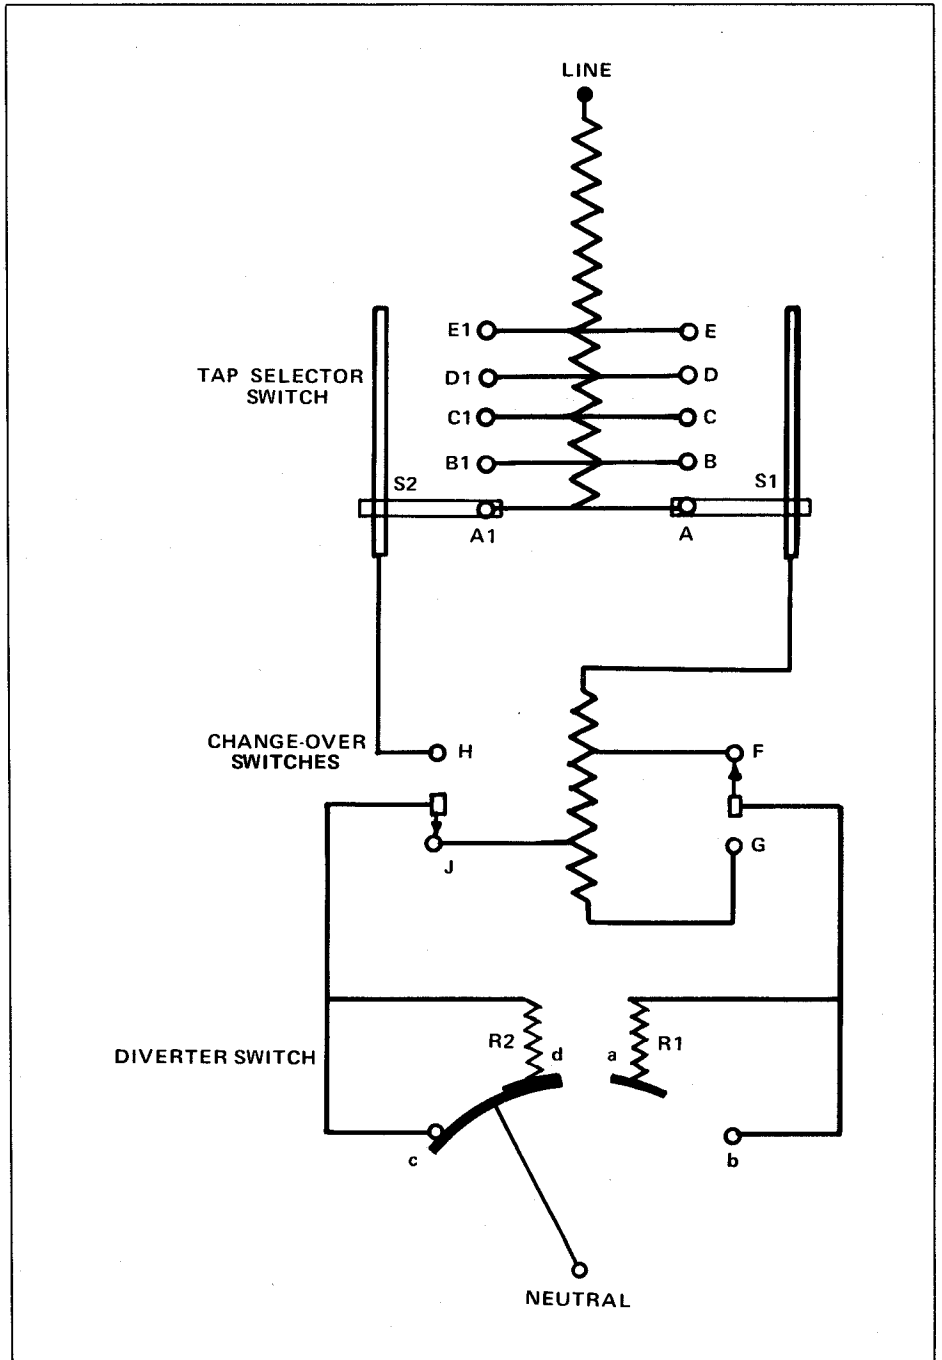 LINE
E1
E
TAP SELECTOR
SWITCH
D1
D
C1
C
B1
B
S2
S1
A1
A
CHANGE-OVER
SWITCHES
H
F
J
G
DIVERTER SWITCH
R2
d
a
R1
c
b
NEUTRAL